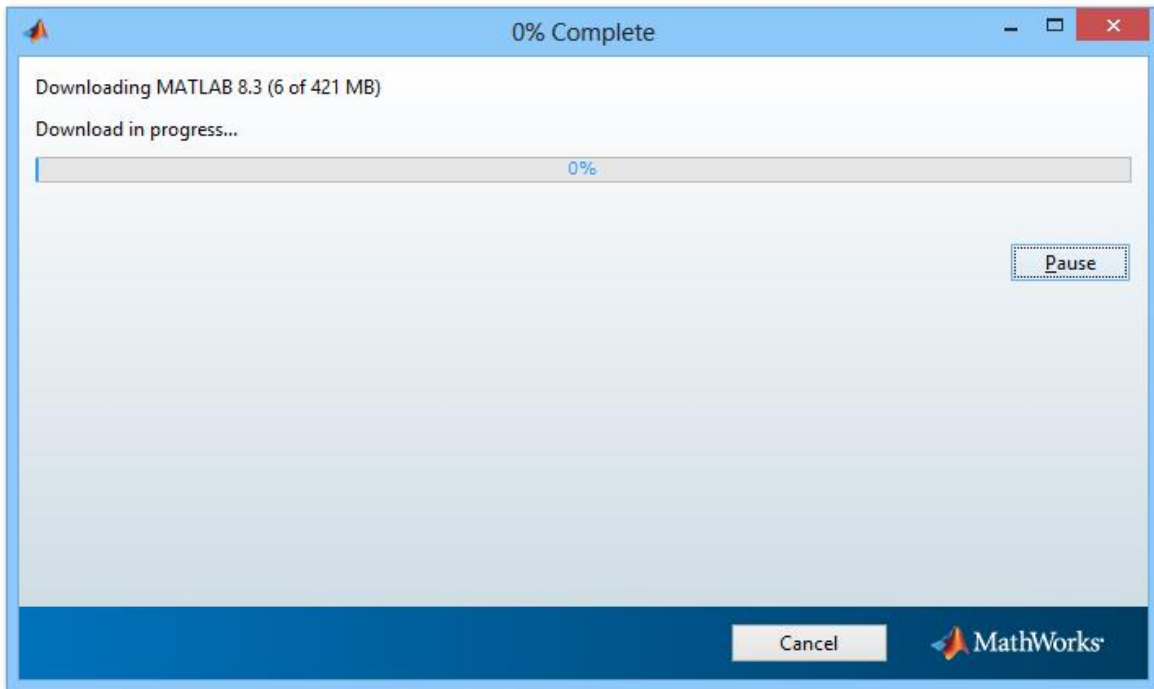 0% Complete
Downloading MATLAB 8.3 (6 of 421 MB)
Download in progress...
0%
Pause
Cancel
MathWorks